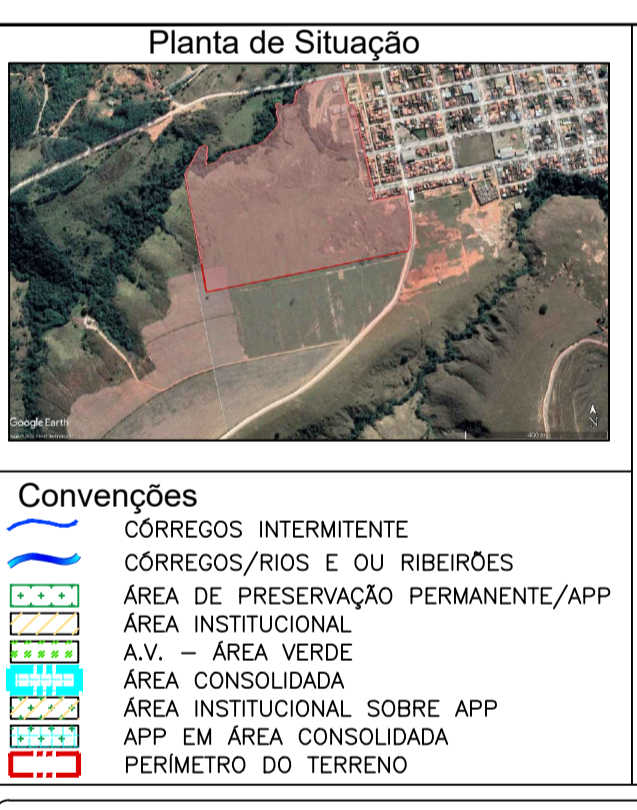 Planta de Situação
Google Earth
400 m
N
Convenções
CÓRREGOS INTERMITENTE
CÓRREGOS/RIOS E OU RIBEIRÕES
ÁREA DE PRESERVAÇÃO PERMANENTE/APP
ÁREA INSTITUCIONAL
A.V. – ÁREA VERDE
ÁREA CONSOLIDADA
ÁREA INSTITUCIONAL SOBRE APP
APP EM ÁREA CONSOLIDADA
PERÍMETRO DO TERRENO